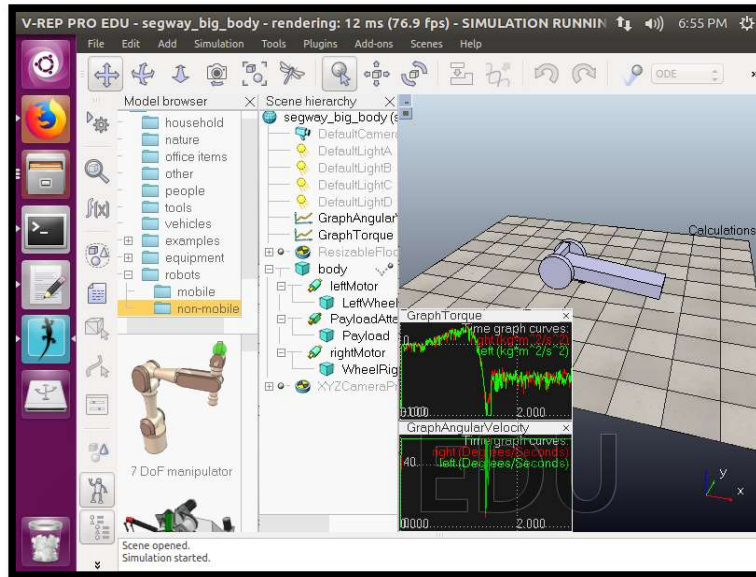 V-REP PRO EDU - segway_big_body - rendering: 12 ms (76.9 fps) - SIMULATION RUNNIN
6:55 PM
File Edit Add Simulation Tools Plugins Add-ons Scenes Help
ODE
Model browser
household
nature
office items
other
people
tools
vehicles
examples
equipment
robots
mobile
non-mobile
7 DoF manipulator
Scene hierarchy
segway_big_body (s
DefaultCamer
DefaultLightA
DefaultLightB
DefaultLightC
DefaultLightD
GraphAngular
GraphTorque
ResizableFloo
body
leftMotor
LeftWheel
PayloadAtta
Payload
rightMotor
WheelRig
XYZCameraPr
Calculations
GraphTorque
Time graph curves:
right (kg*m^2/s^2)
left (kg*m^2/s^2)
2.000
GraphAngularVelocity
Time graph curves:
right (Degrees/Seconds)
left (Degrees/Seconds)
40
2.000
EDU
y
x
Scene opened.
Simulation started.